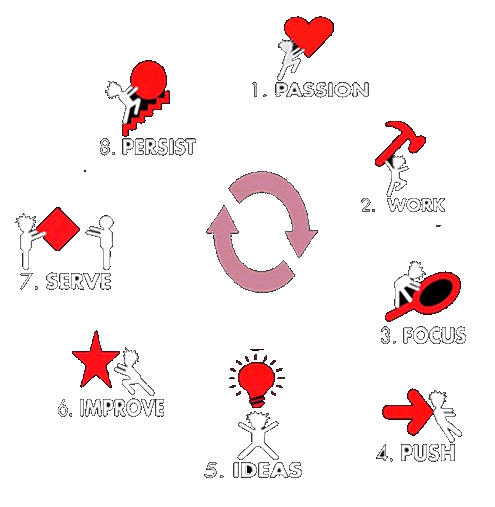 1. PASSION
2. WORK
3. FOCUS
4. PUSH
5. IDEAS
6. IMPROVE
7. SERVE
8. PERSIST